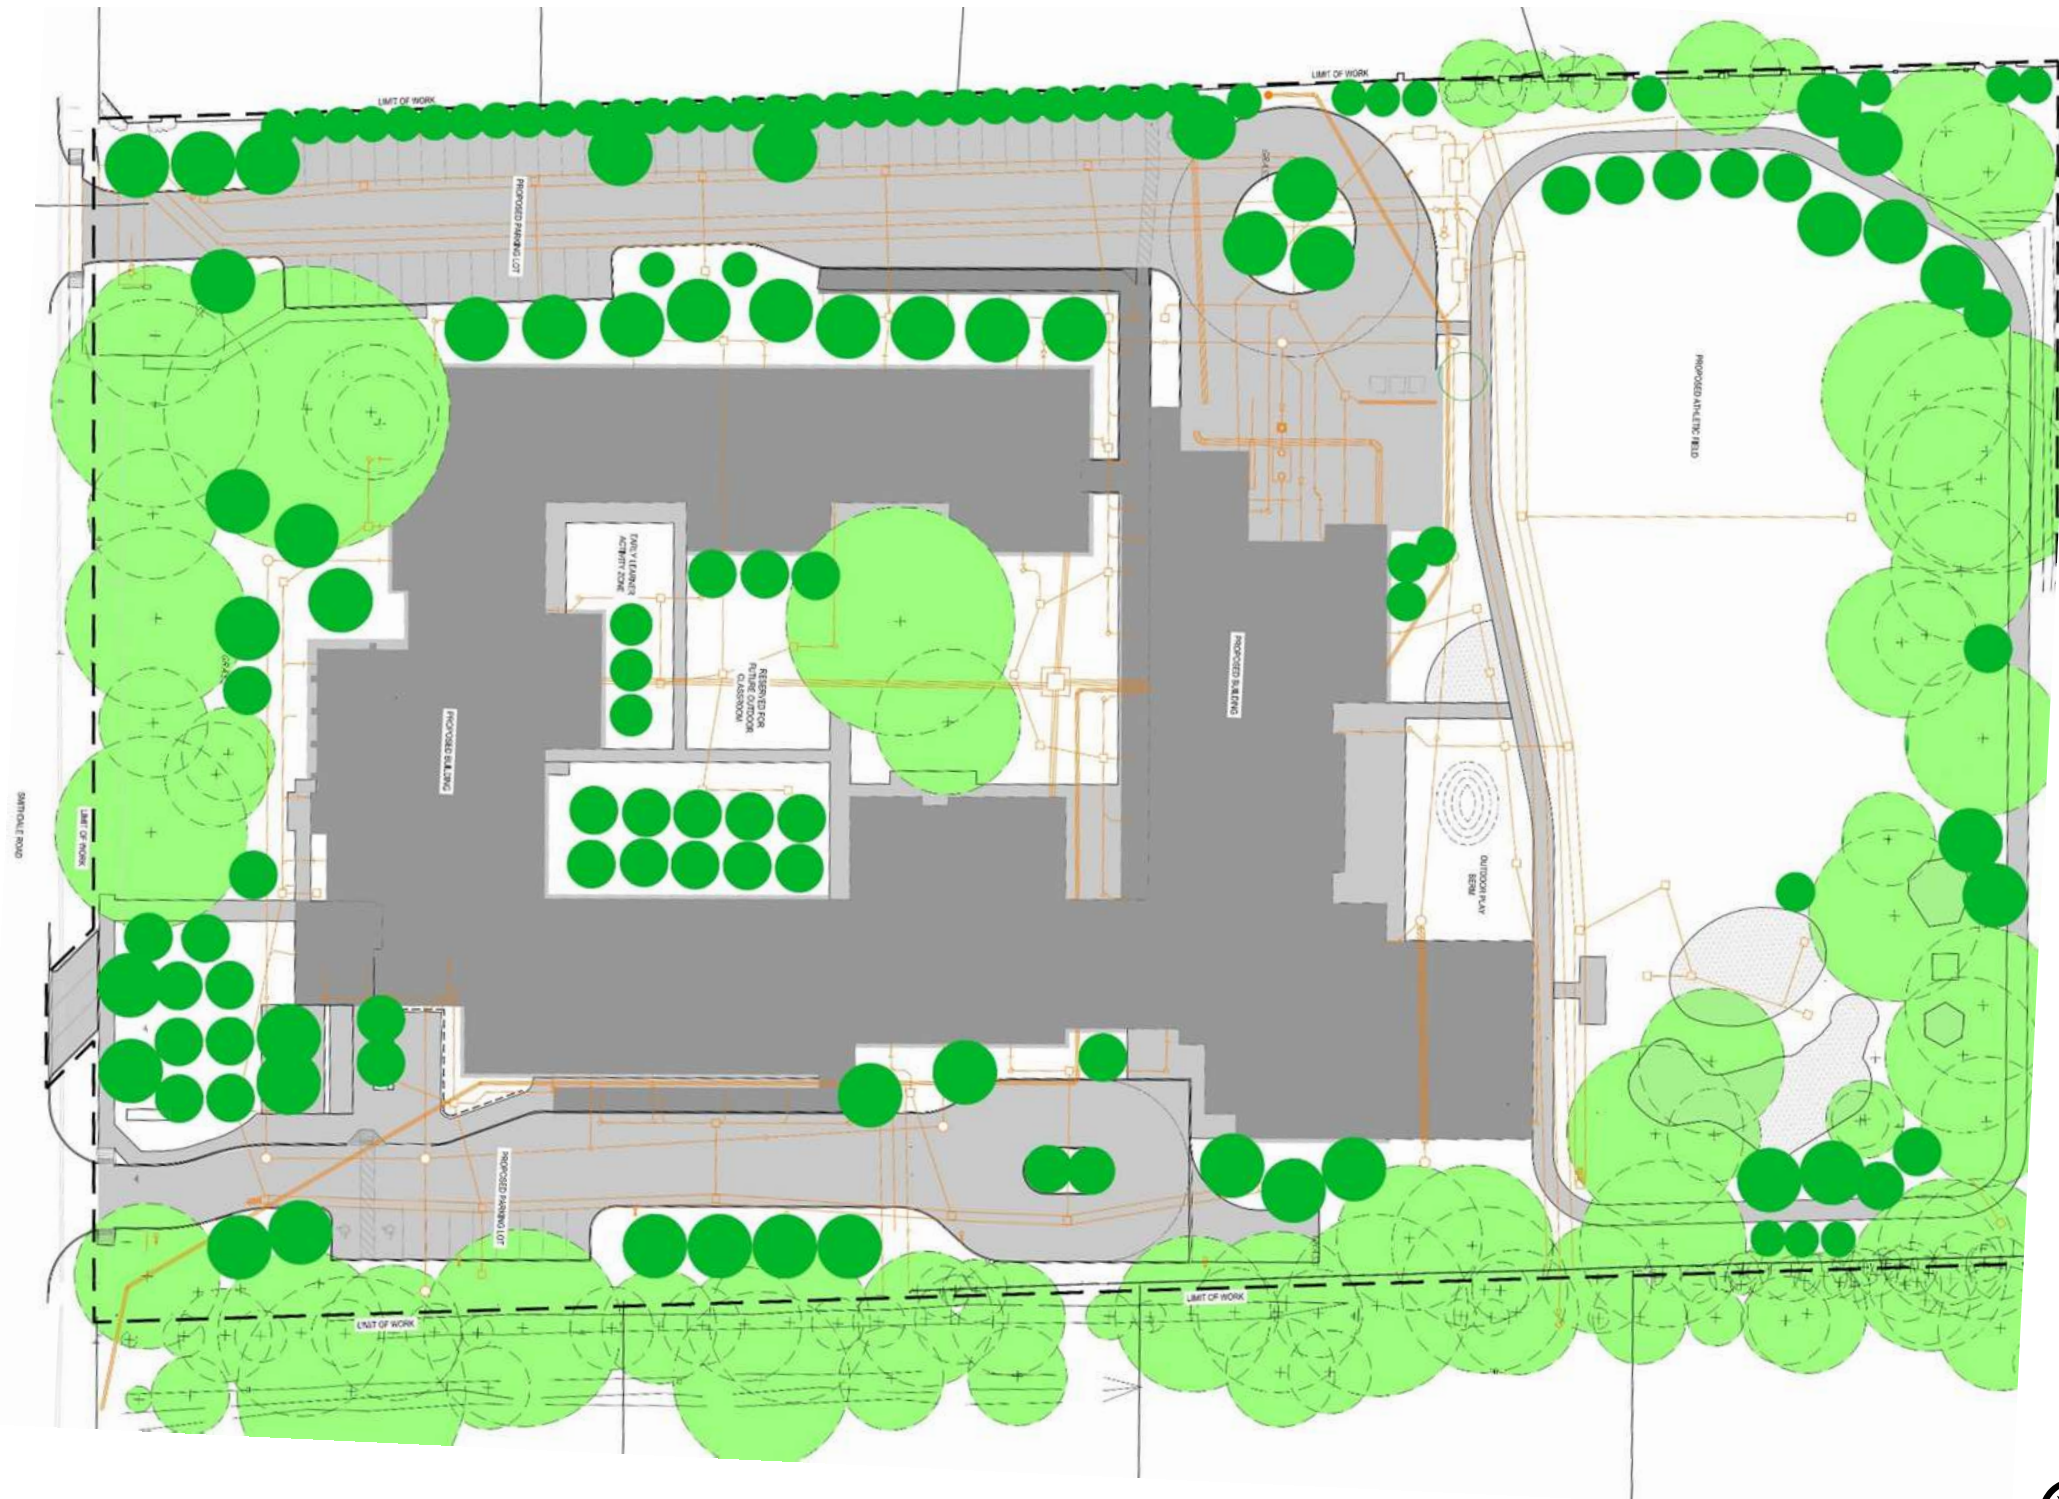 LIMIT OF WORK
LIMIT OF WORK
PROPOSED PARKING LOT
PROPOSED ATHLETIC FIELD
EARLY LEARNER
ACTIVITY ZONE
RESERVED FOR
FUTURE OUTDOOR
CLASSROOM
PROPOSED BUILDING
PROPOSED BUILDING
OUTDOOR PLAY
BERM
SMITHDALE ROAD
LIMIT OF WORK
PROPOSED PARKING LOT
LIMIT OF WORK
LIMIT OF WORK